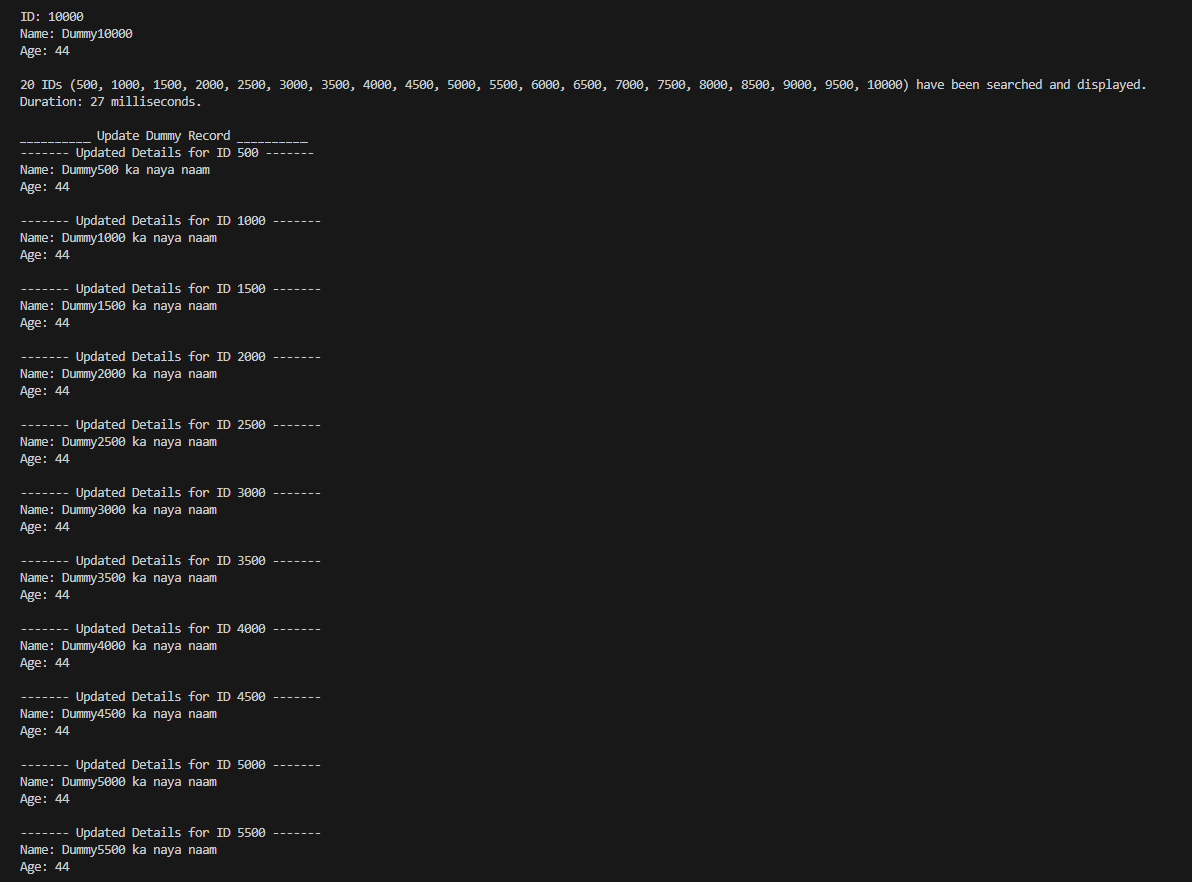 ID: 10000
Name: Dummy10000
Age: 44
20 IDs (500, 1000, 1500, 2000, 2500, 3000, 3500, 4000, 4500, 5000, 5500, 6000, 6500, 7000, 7500, 8000, 8500, 9000, 9500, 10000) have been searched and displayed.
Duration: 27 milliseconds.
__________ Update Dummy Record __________
------- Updated Details for ID 500 -------
Name: Dummy500 ka naya naam
Age: 44
------- Updated Details for ID 1000 -------
Name: Dummy1000 ka naya naam
Age: 44
------- Updated Details for ID 1500 -------
Name: Dummy1500 ka naya naam
Age: 44
------- Updated Details for ID 2000 -------
Name: Dummy2000 ka naya naam
Age: 44
------- Updated Details for ID 2500 -------
Name: Dummy2500 ka naya naam
Age: 44
------- Updated Details for ID 3000 -------
Name: Dummy3000 ka naya naam
Age: 44
------- Updated Details for ID 3500 -------
Name: Dummy3500 ka naya naam
Age: 44
------- Updated Details for ID 4000 -------
Name: Dummy4000 ka naya naam
Age: 44
------- Updated Details for ID 4500 -------
Name: Dummy4500 ka naya naam
Age: 44
------- Updated Details for ID 5000 -------
Name: Dummy5000 ka naya naam
Age: 44
------- Updated Details for ID 5500 -------
Name: Dummy5500 ka naya naam
Age: 44